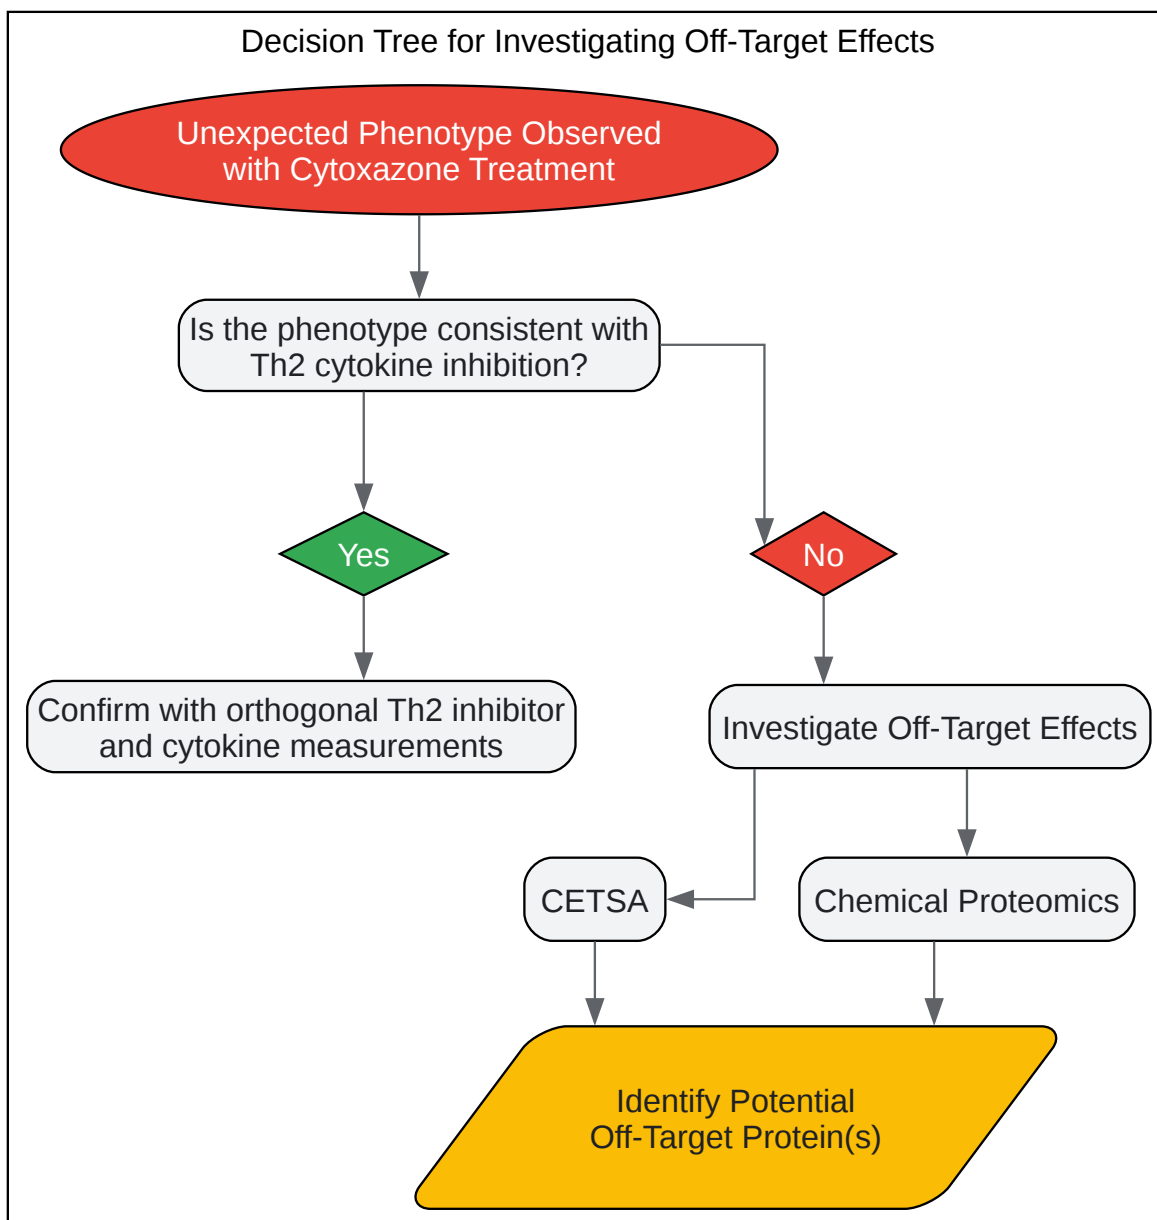 Decision Tree for Investigating Off-Target Effects
Unexpected Phenotype Observed
with Cytoxazone Treatment
Is the phenotype consistent with
Th2 cytokine inhibition?
Yes
No
Confirm with orthogonal Th2 inhibitor
and cytokine measurements
Investigate Off-Target Effects
CETSA
Chemical Proteomics
Identify Potential
Off-Target Protein(s)